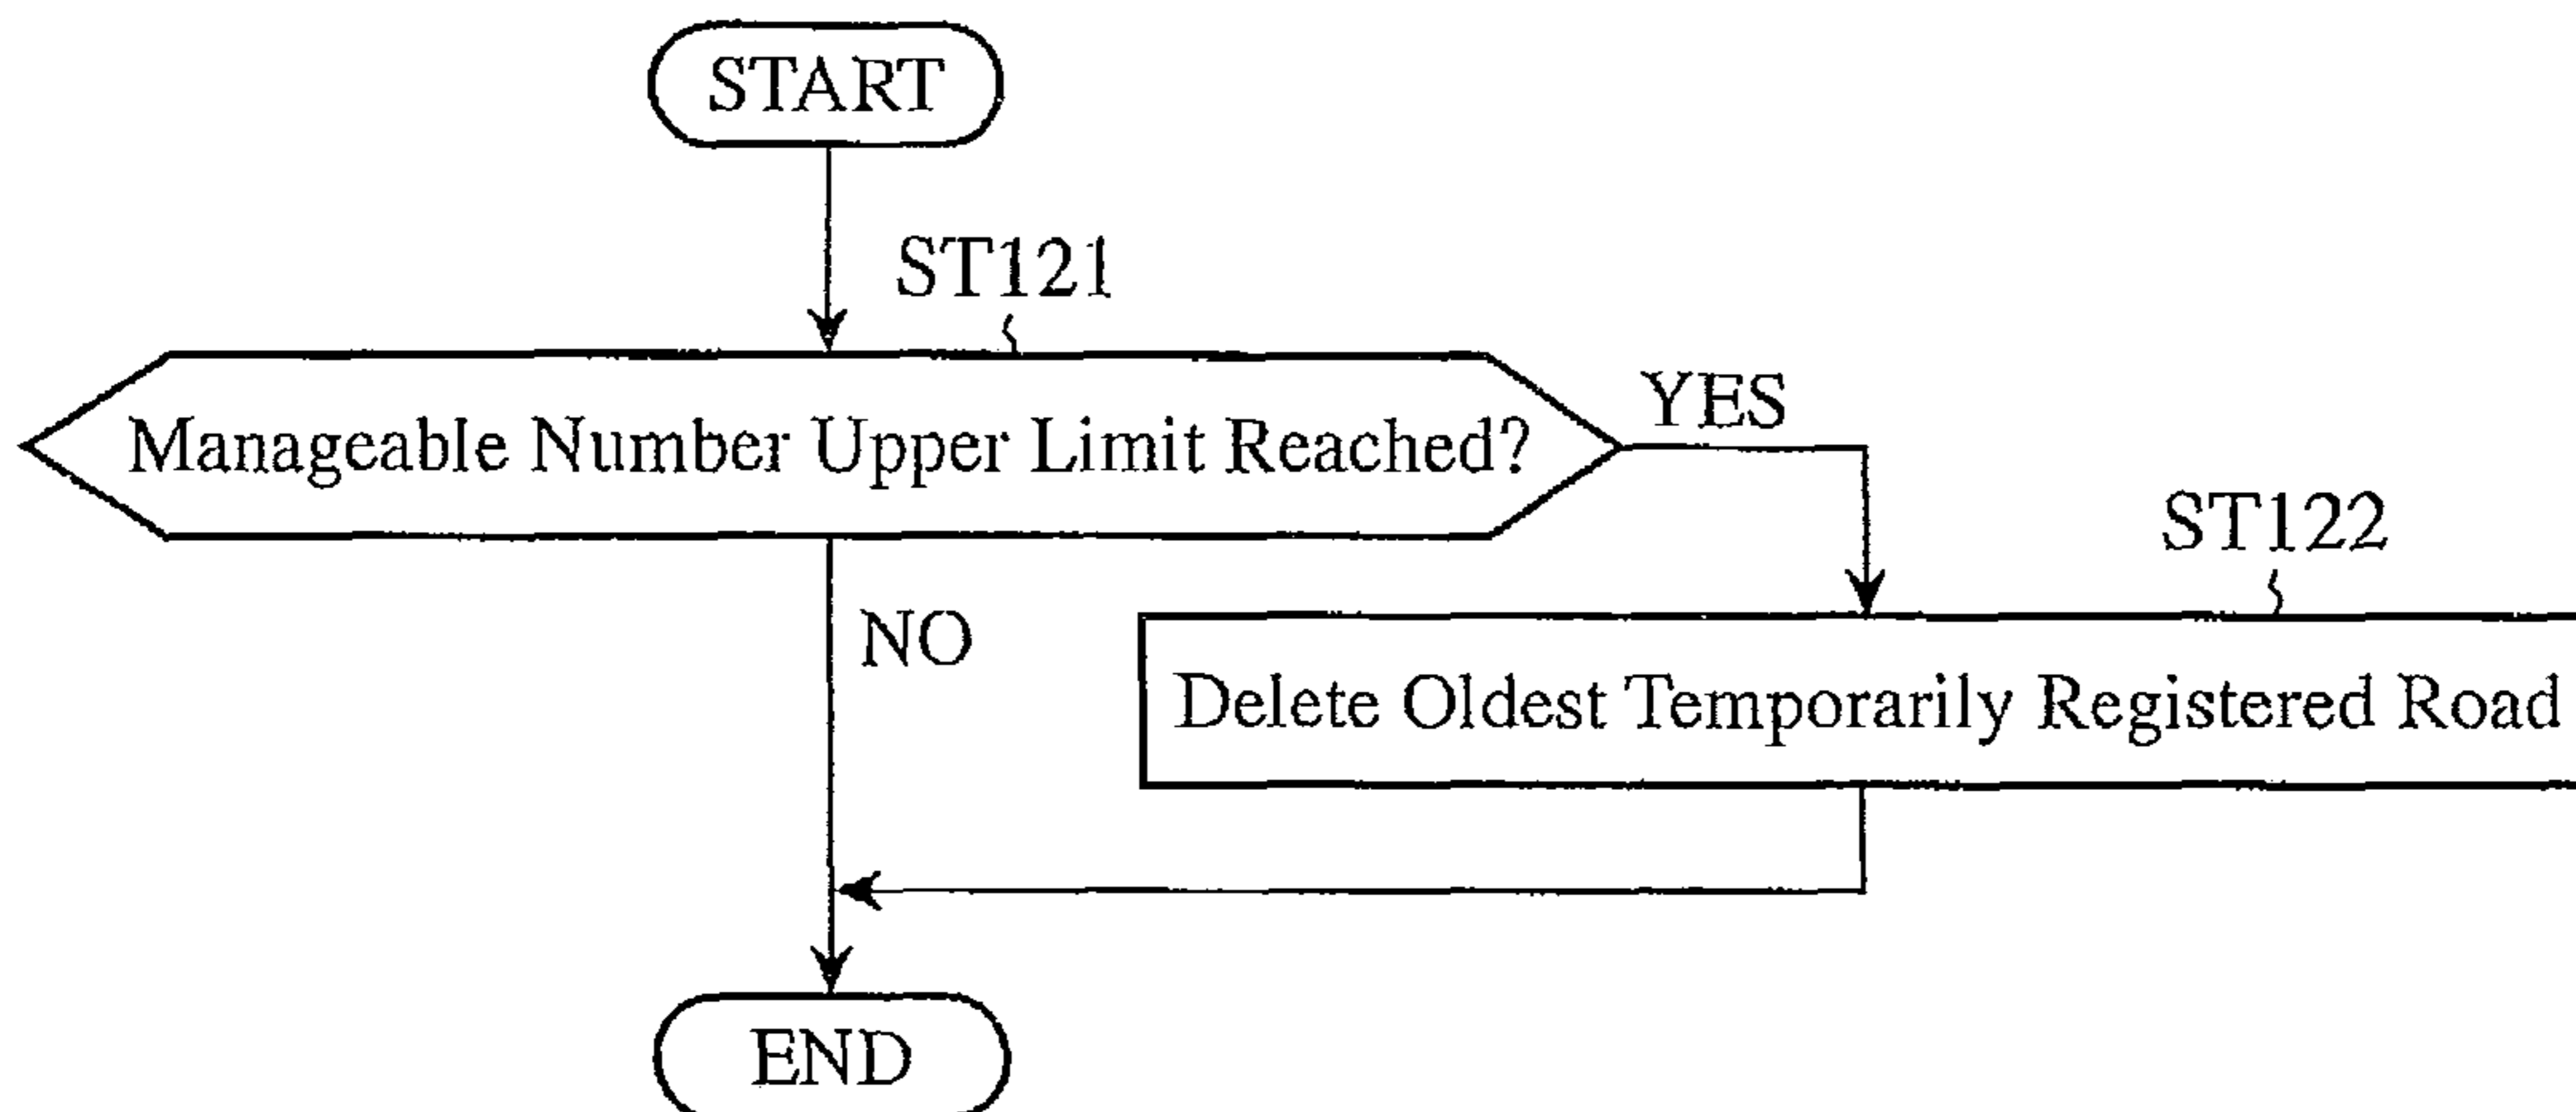 START
ST121
Manageable Number Upper Limit Reached?
YES
ST122
NO
Delete Oldest Temporarily Registered Road
END